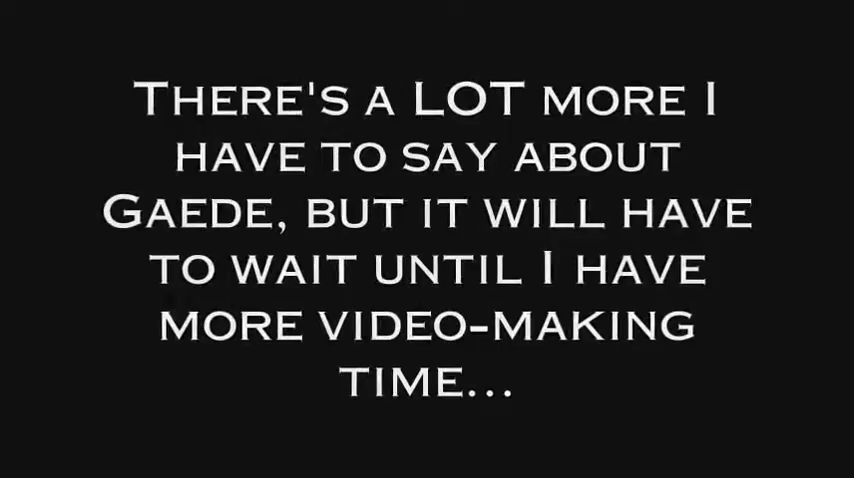 There's a LOT more I
have to say about
Gaede, but it will have
to wait until I have
more video-making
time...